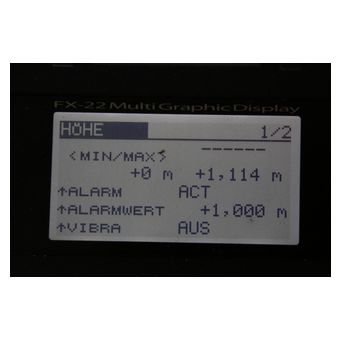 FX-22 Multi Graphic Display
HÖHE 1/2
<MIN/MAX> ------
+0 m +1,114 m
↑ALARM ACT
↑ALARMWERT +1,000 m
↑VIBRA AUS